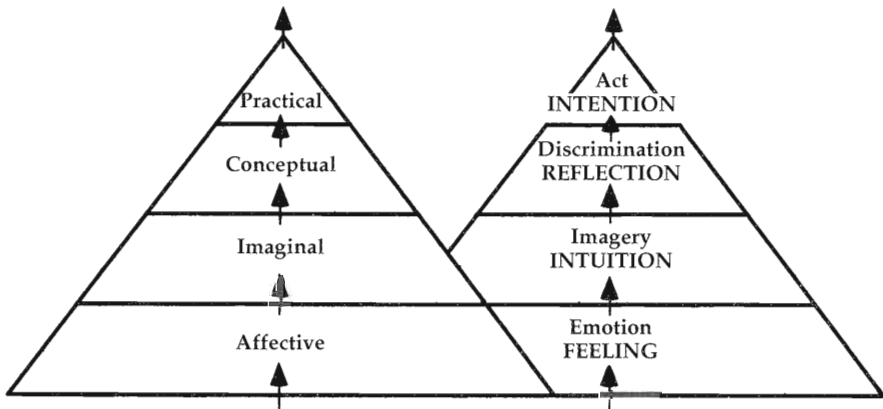 Practical
Conceptual
Imaginal
Affective
Act
INTENTION
Discrimination
REFLECTION
Imagery
INTUITION
Emotion
FEELING